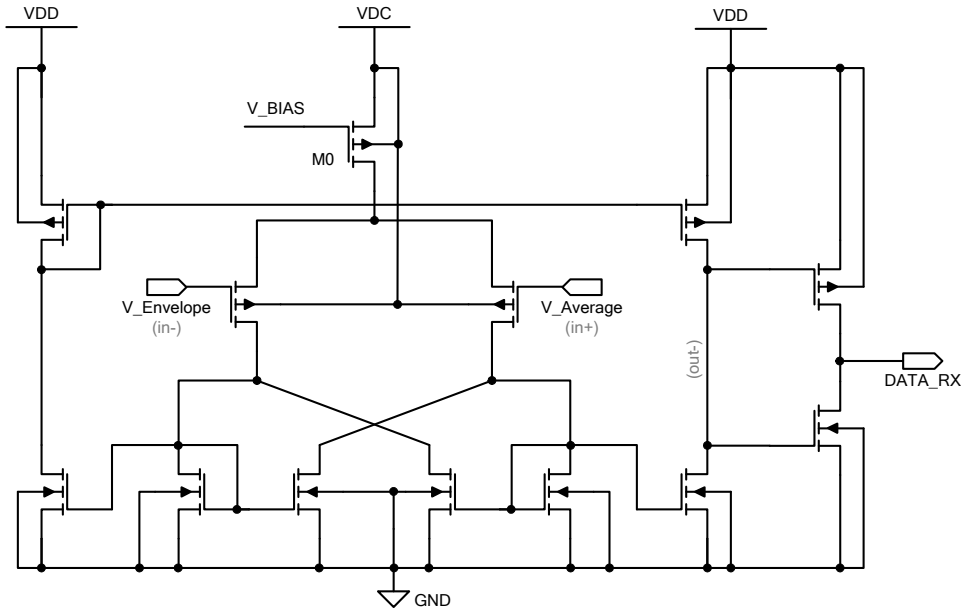 VDD
VDC
VDD
V_BIAS
M0
V_Envelope
(in-)
V_Average
(in+)
(out-)
DATA_RX
GND